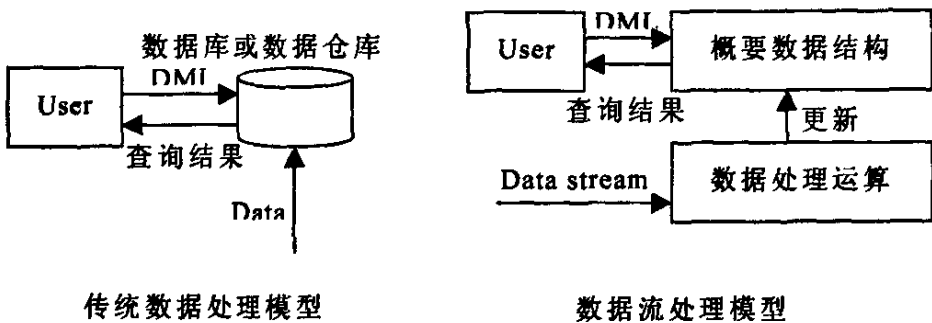 数据库或数据仓库
DML
User
查询结果
Data
传统数据处理模型
DML
User
概要数据结构
查询结果
更新
Data stream
数据处理运算
数据流处理模型